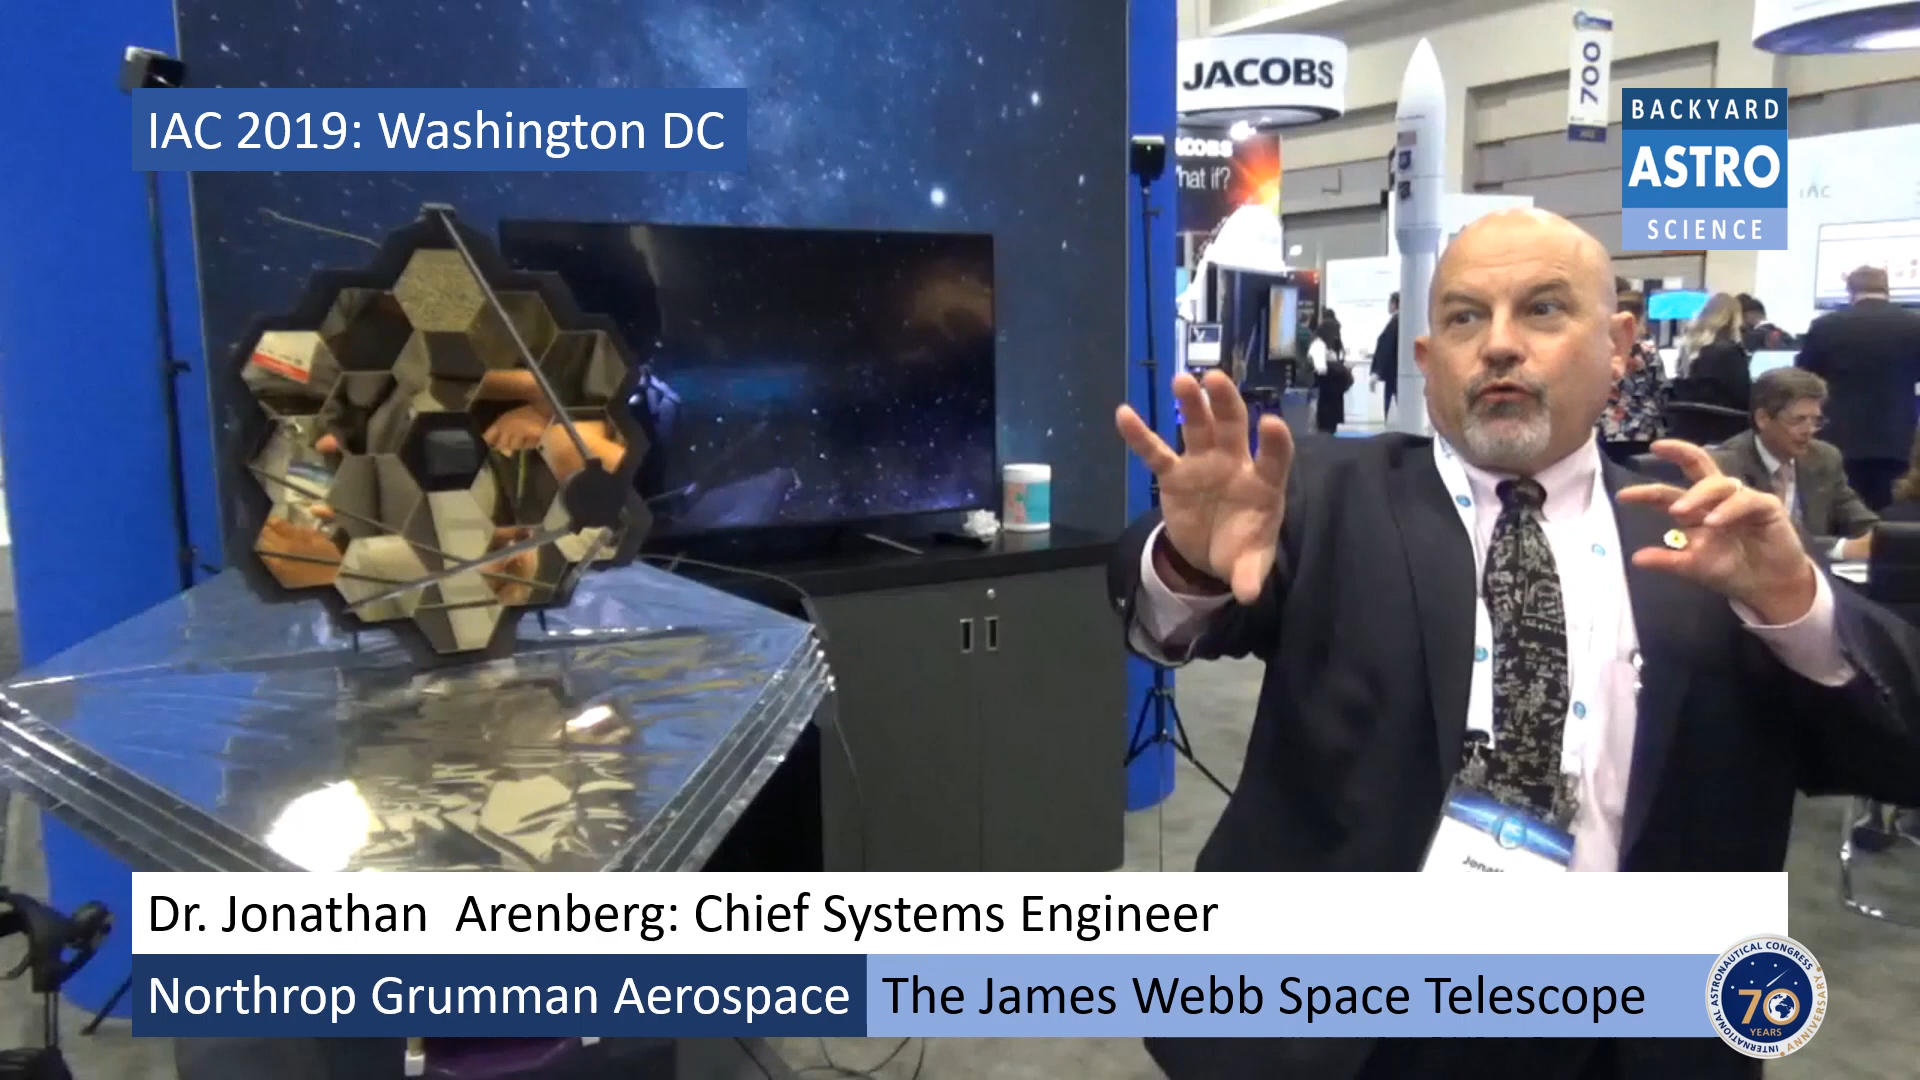 JACOBS
700
IAC 2019: Washington DC
BACKYARD
ASTRO
SCIENCE
hat if?
IAC
Dr. Jonathan  Arenberg: Chief Systems Engineer
Northrop Grumman Aerospace
The James Webb Space Telescope
INTERNATIONAL ASTRONAUTICAL CONGRESS
70
YEARS
ANNIVERSARY